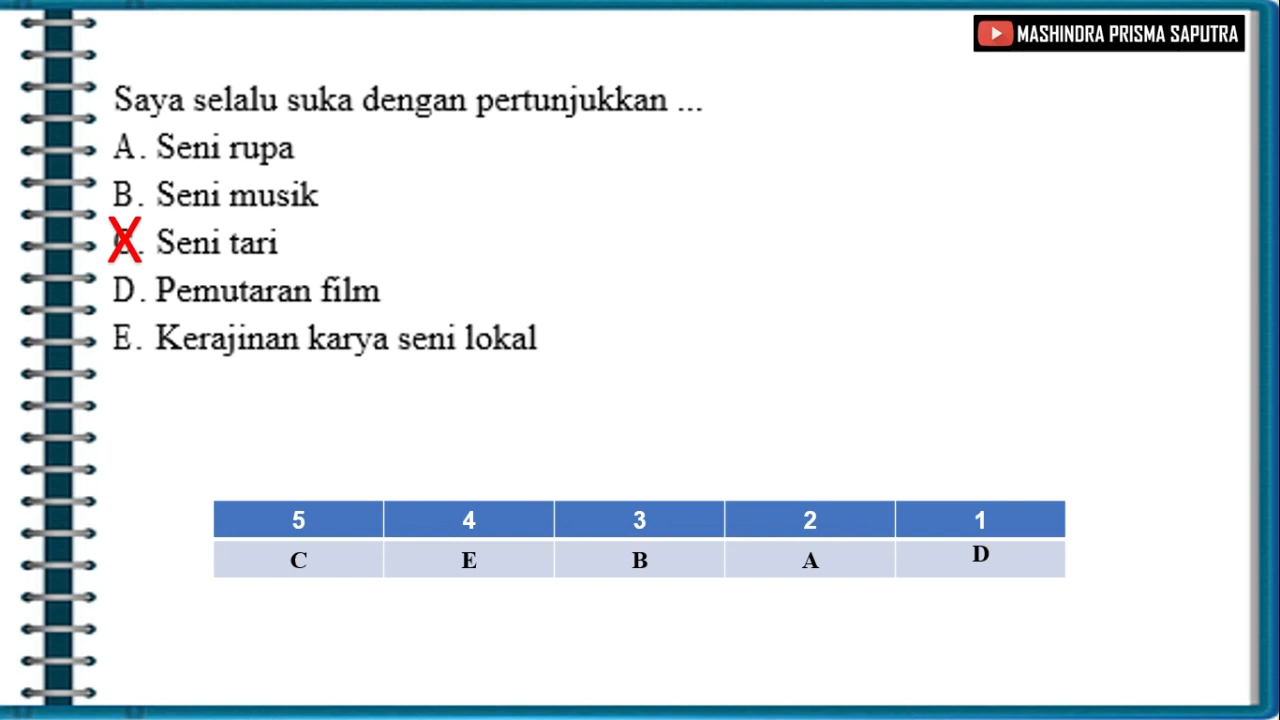 MASHINDRA PRISMA SAPUTRA
Saya selalu suka dengan pertunjukkan ...
A. Seni rupa
B. Seni musik
C. Seni tari
D. Pemutaran film
E. Kerajinan karya seni lokal
5 4 3 2 1
C E B A D